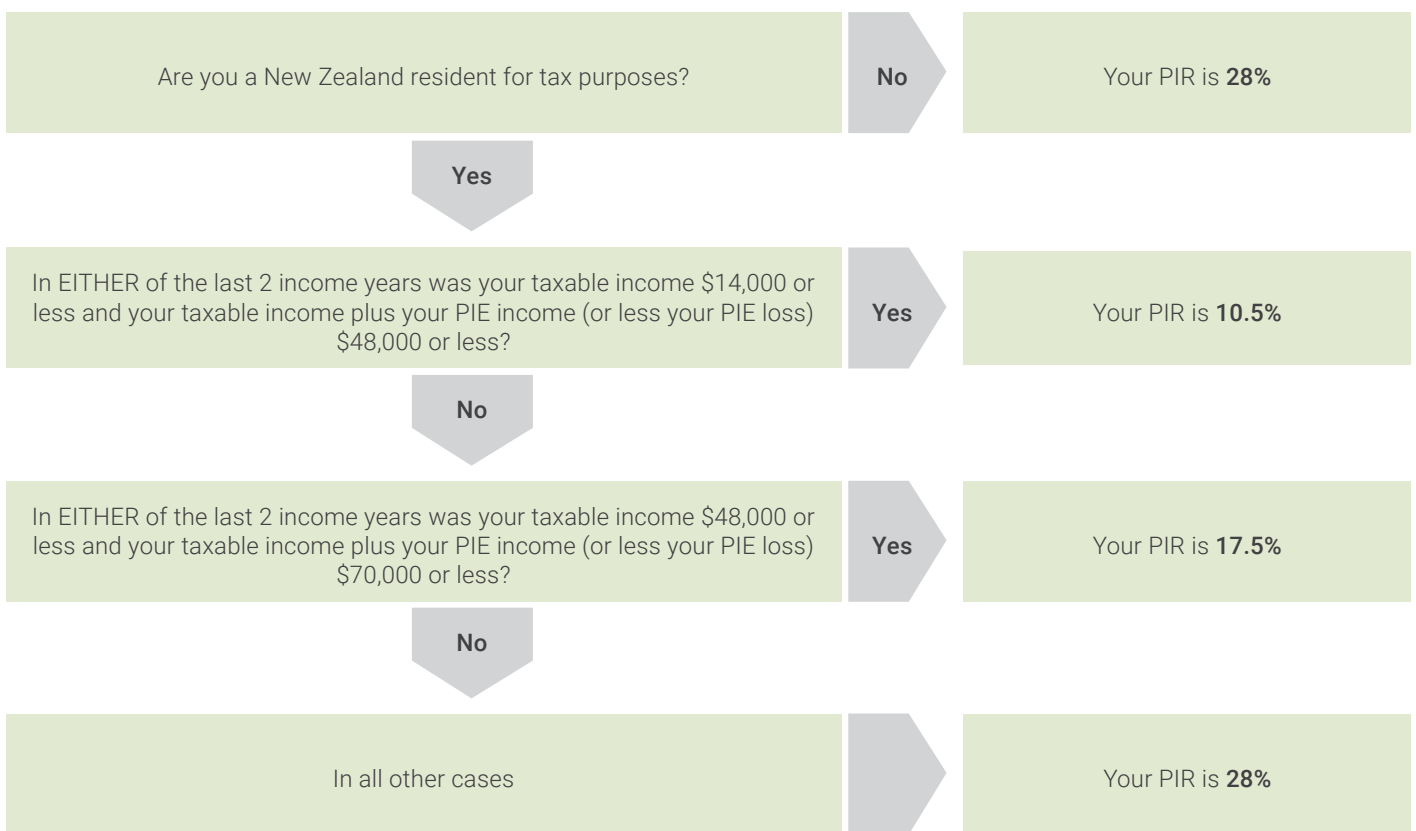 Are you a New Zealand resident for tax purposes?
No
Your PIR is 28%
Yes
In EITHER of the last 2 income years was your taxable income $14,000 or
less and your taxable income plus your PIE income (or less your PIE loss)
$48,000 or less?
Yes
Your PIR is 10.5%
No
In EITHER of the last 2 income years was your taxable income $48,000 or
less and your taxable income plus your PIE income (or less your PIE loss)
$70,000 or less?
Yes
Your PIR is 17.5%
No
In all other cases
Your PIR is 28%